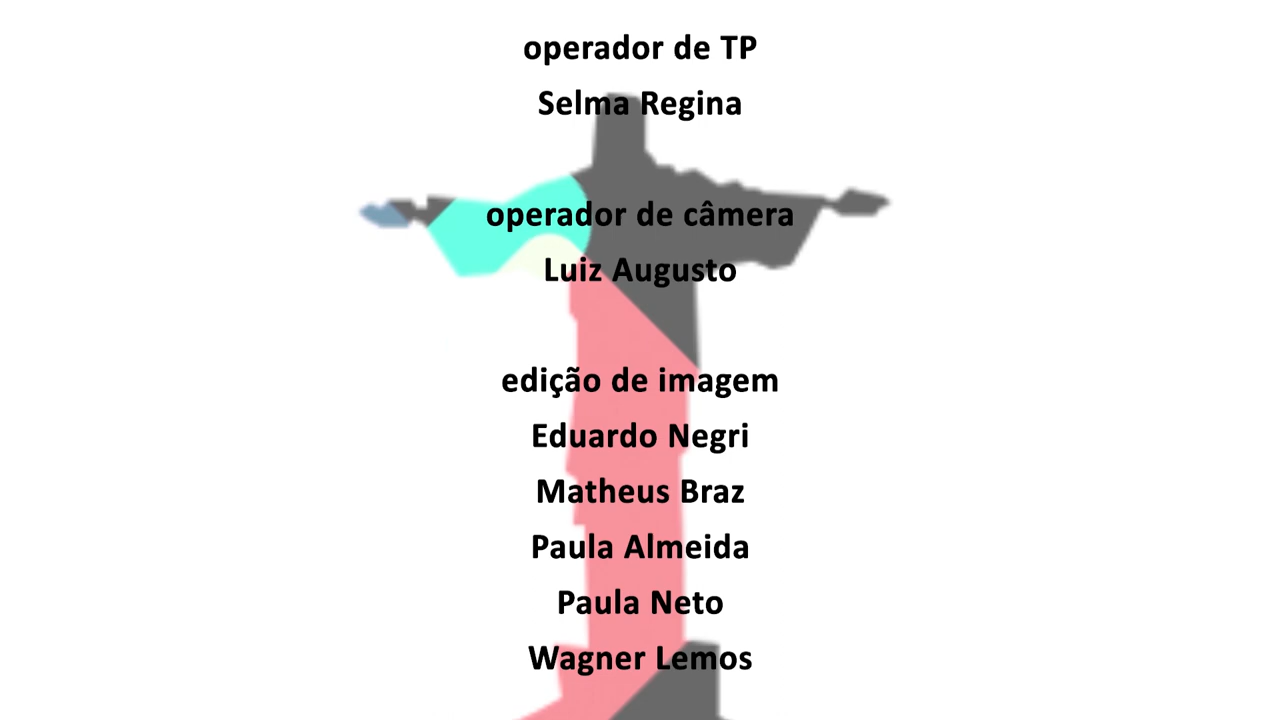 operador de TP
Selma Regina
operador de câmera
Luiz Augusto
edição de imagem
Eduardo Negri
Matheus Braz
Paula Almeida
Paula Neto
Wagner Lemos